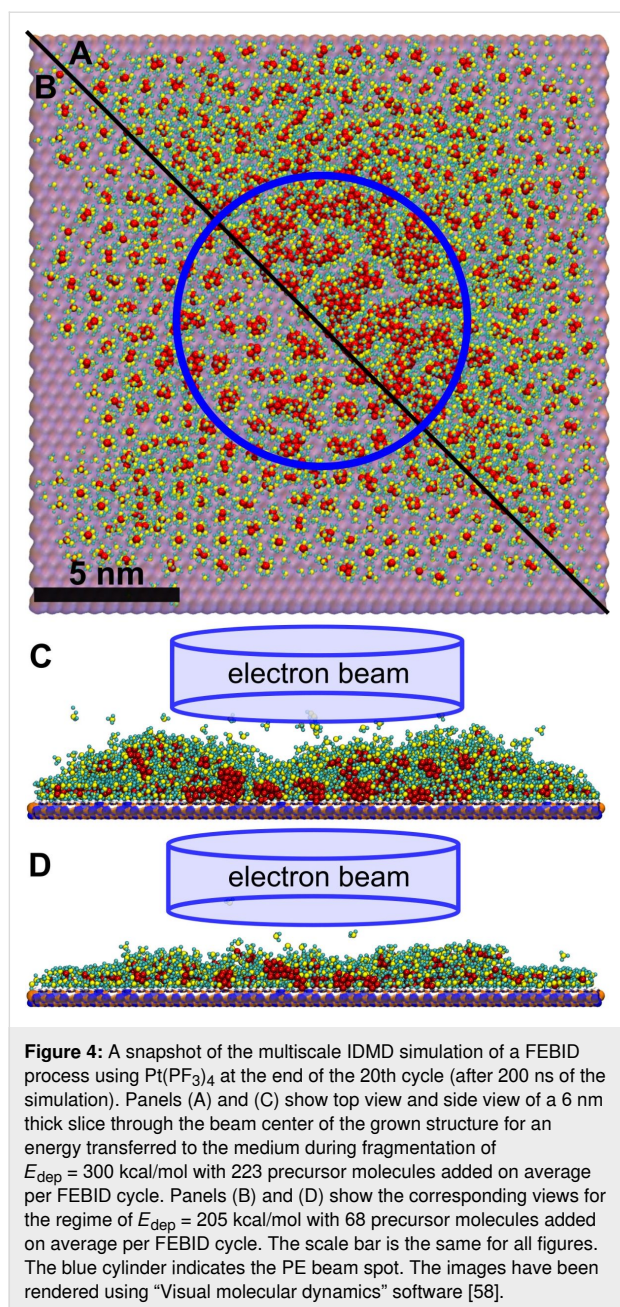 A
B
5 nm
C
electron beam
D
electron beam
Figure 4: A snapshot of the multiscale IDMD simulation of a FEBID
process using Pt(PF3)4 at the end of the 20th cycle (after 200 ns of the
simulation). Panels (A) and (C) show top view and side view of a 6 nm
thick slice through the beam center of the grown structure for an
energy transferred to the medium during fragmentation of
Edep = 300 kcal/mol with 223 precursor molecules added on average
per FEBID cycle. Panels (B) and (D) show the corresponding views for
the regime of Edep = 205 kcal/mol with 68 precursor molecules added
on average per FEBID cycle. The scale bar is the same for all figures.
The blue cylinder indicates the PE beam spot. The images have been
rendered using “Visual molecular dynamics” software [58].